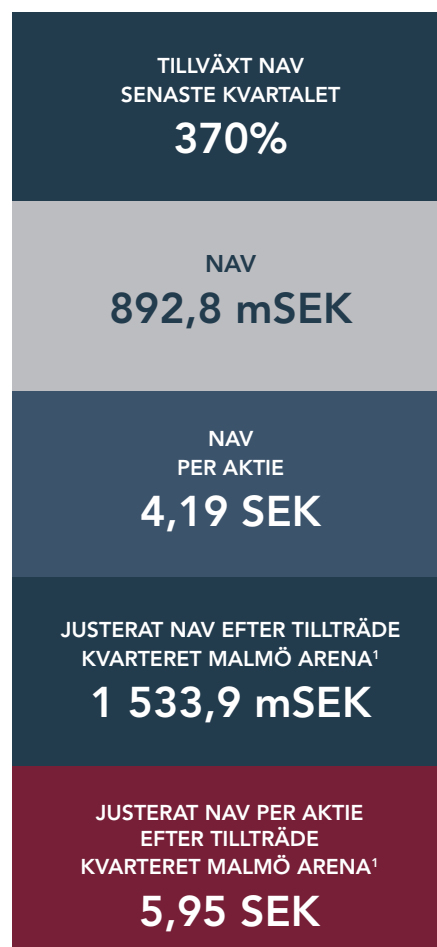 TILLVÄXT NAV
SENASTE KVARTALET
370%
NAV
892,8 mSEK
NAV
PER AKTIE
4,19 SEK
JUSTERAT NAV EFTER TILLTRÄDE
KVARTERET MALMÖ ARENA¹
1 533,9 mSEK
JUSTERAT NAV PER AKTIE
EFTER TILLTRÄDE
KVARTERET MALMÖ ARENA¹
5,95 SEK